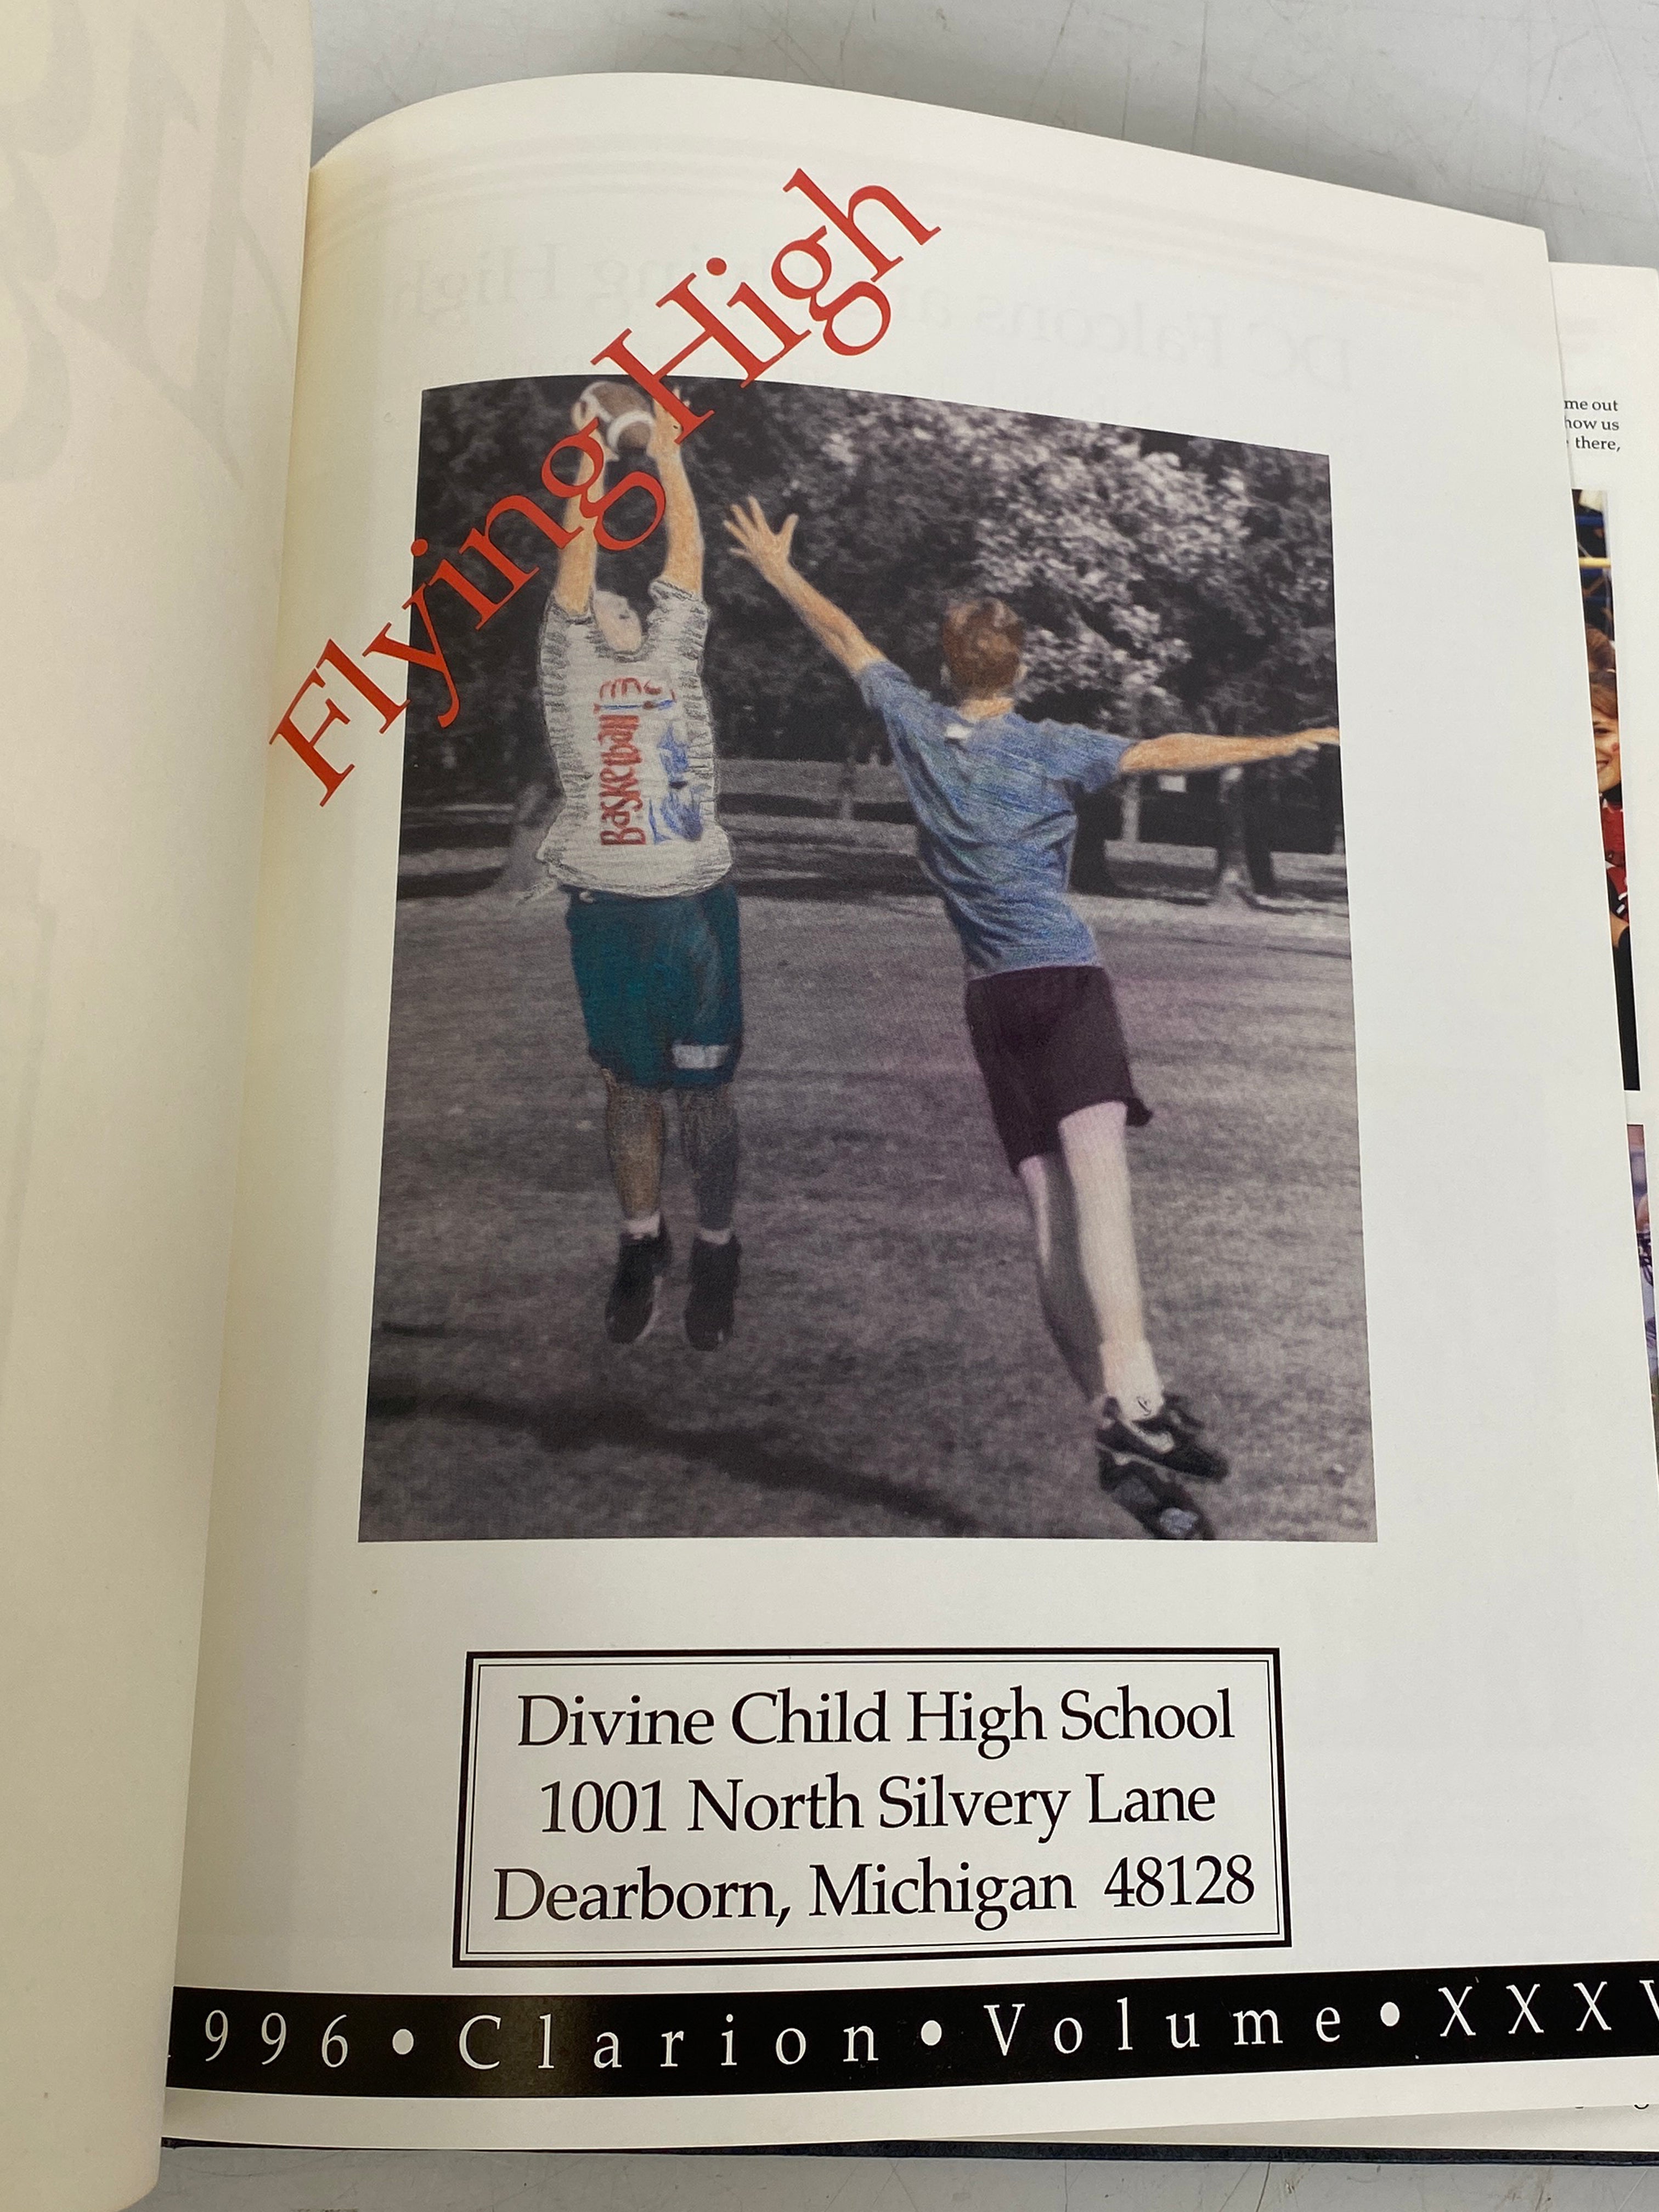 Flying High
me out
how us
there,
Basketball
Divine Child High School
1001 North Silvery Lane
Dearborn, Michigan 48128
996 • Clarion • Volume • XXXV